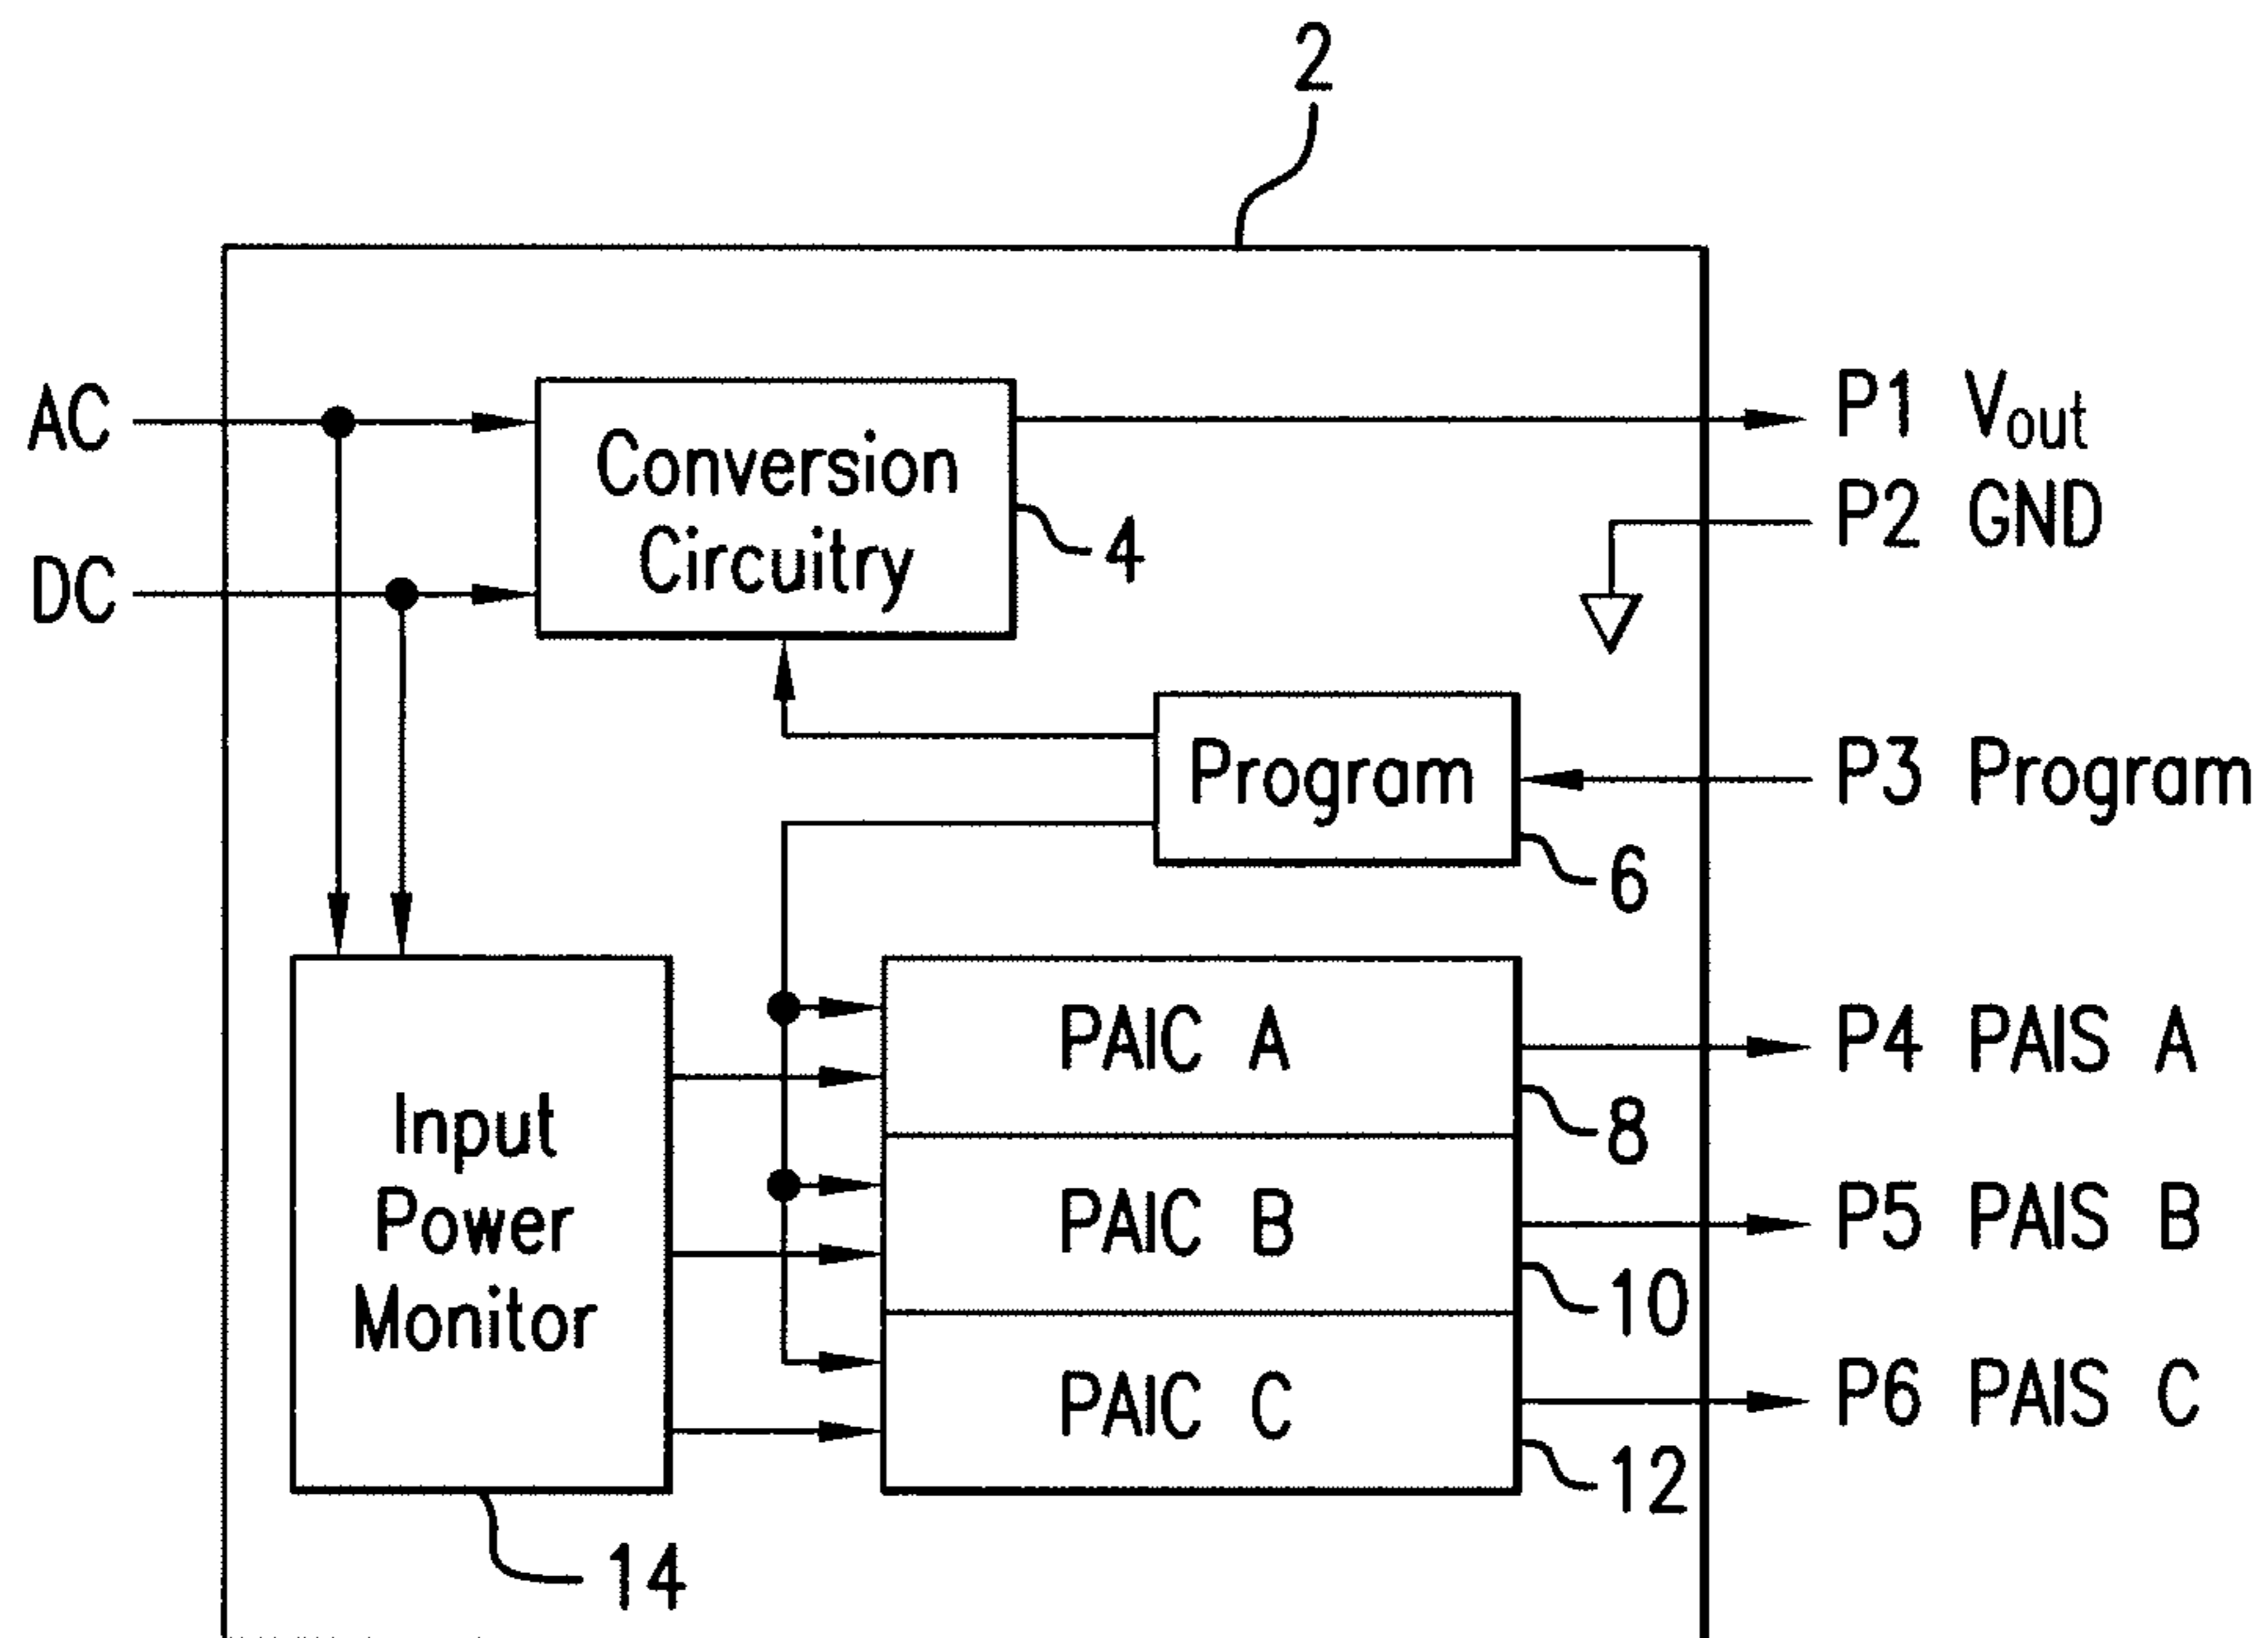 2
AC
DC
Conversion
Circuitry
4
P1 Vout
P2 GND
Program
6
P3 Program
Input
Power
Monitor
14
PAIC A
8
P4 PAIS A
PAIC B
10
P5 PAIS B
PAIC C
12
P6 PAIS C